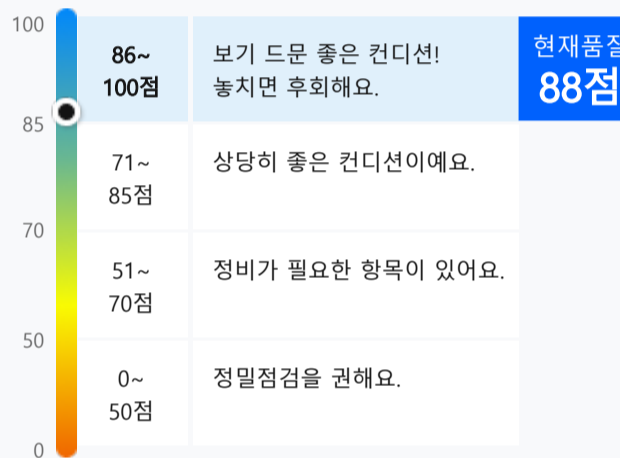 100
86~
100점
보기 드문 좋은 컨디션!
놓치면 후회해요.
현재품질
88점
85
71~
85점
상당히 좋은 컨디션이예요.
70
51~
70점
정비가 필요한 항목이 있어요.
50
0~
50점
정밀점검을 권해요.
0